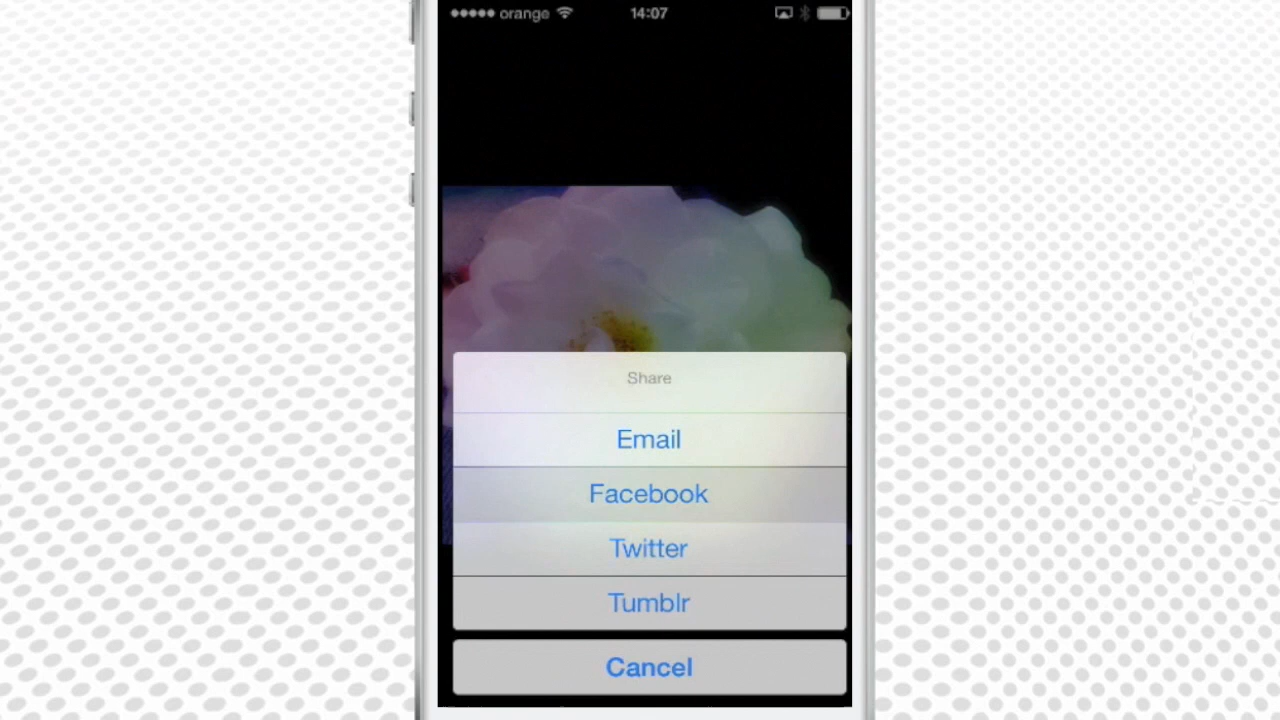 orange 14:07
Share
Email
Facebook
Twitter
Tumblr
Cancel